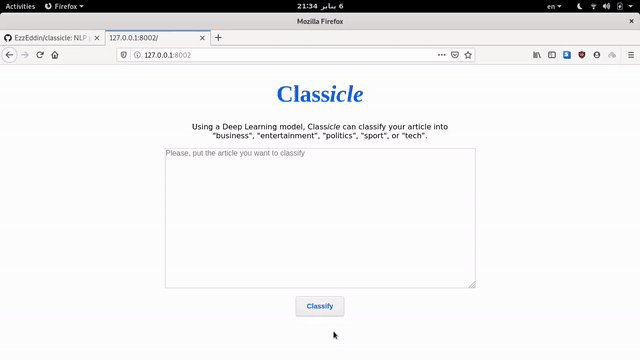 Activities Firefox 6 يناير 21:34 en
Mozilla Firefox
EzzEddin/classicle: NLP 127.0.0.1:8002/
127.0.0.1:8002
Classicle
Using a Deep Learning model, Classicle can classify your article into
"business", "entertainment", "politics", "sport", or "tech".
Please, put the article you want to classify
Classify